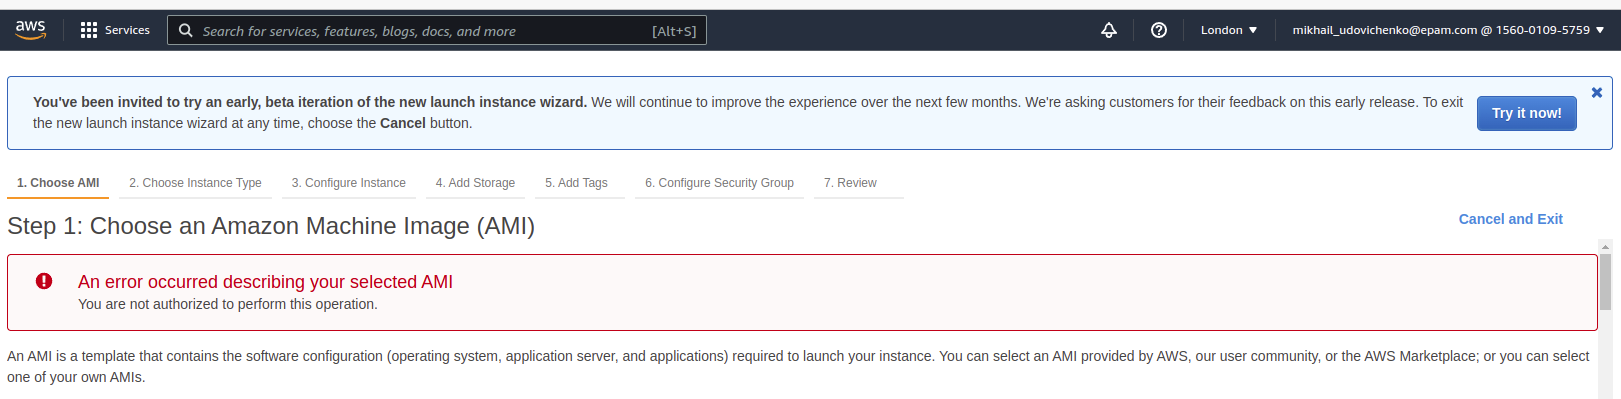 aws Services Search for services, features, blogs, docs, and more [Alt+S] London mikhail_udovichenko@epam.com @ 1560-0109-5759
You've been invited to try an early, beta iteration of the new launch instance wizard. We will continue to improve the experience over the next few months. We're asking customers for their feedback on this early release. To exit
the new launch instance wizard at any time, choose the Cancel button.
Try it now!
1. Choose AMI 2. Choose Instance Type 3. Configure Instance 4. Add Storage 5. Add Tags 6. Configure Security Group 7. Review
Step 1: Choose an Amazon Machine Image (AMI)
Cancel and Exit
An error occurred describing your selected AMI
You are not authorized to perform this operation.
An AMI is a template that contains the software configuration (operating system, application server, and applications) required to launch your instance. You can select an AMI provided by AWS, our user community, or the AWS Marketplace; or you can select
one of your own AMIs.